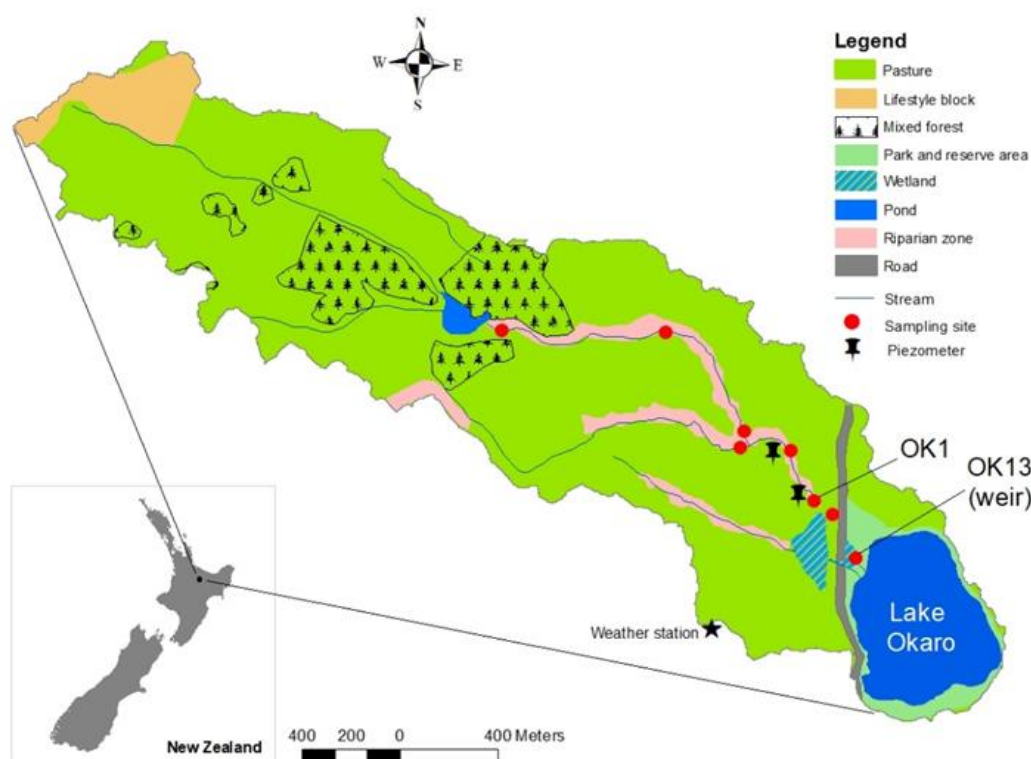 N
W
E
S
Legend
Pasture
Lifestyle block
Mixed forest
Park and reserve area
Wetland
Pond
Riparian zone
Road
Stream
Sampling site
Piezometer
OK1
OK13
(weir)
Lake
Okaro
Weather station
New Zealand
400 200 0 400 Meters